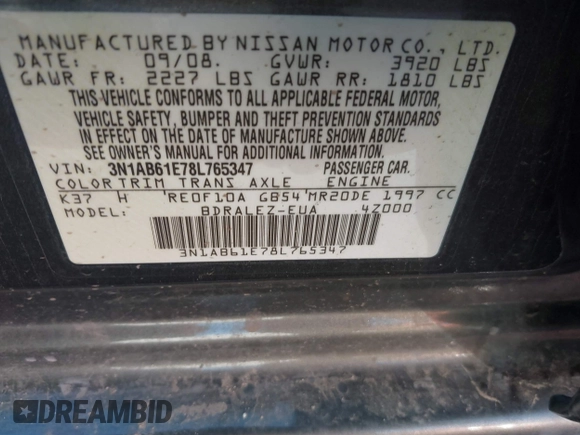 MANUFACTURED BY NISSAN MOTOR CO., LTD.
DATE: 09/08. GVWR: 3920 LBS
GAWR FR: 2227 LBS GAWR RR: 1810 LBS
THIS VEHICLE CONFORMS TO ALL APPLICABLE FEDERAL MOTOR,
VEHICLE SAFETY, BUMPER AND THEFT PREVENTION STANDARDS
IN EFFECT ON THE DATE OF MANUFACTURE SHOWN ABOVE.
SEE OWNER'S MANUAL FOR ADDITIONAL INFORMATION
VIN: 3N1AB61E78L765347 PASSENGER CAR.
COLOR TRIM TRANS AXLE ENGINE
K37 H 'RE0F10A GB54'MR20DE 1997 CC
MODEL: BDRALEZ-EUA 4Z000
3N1AB61E78L765347
DREAMBID